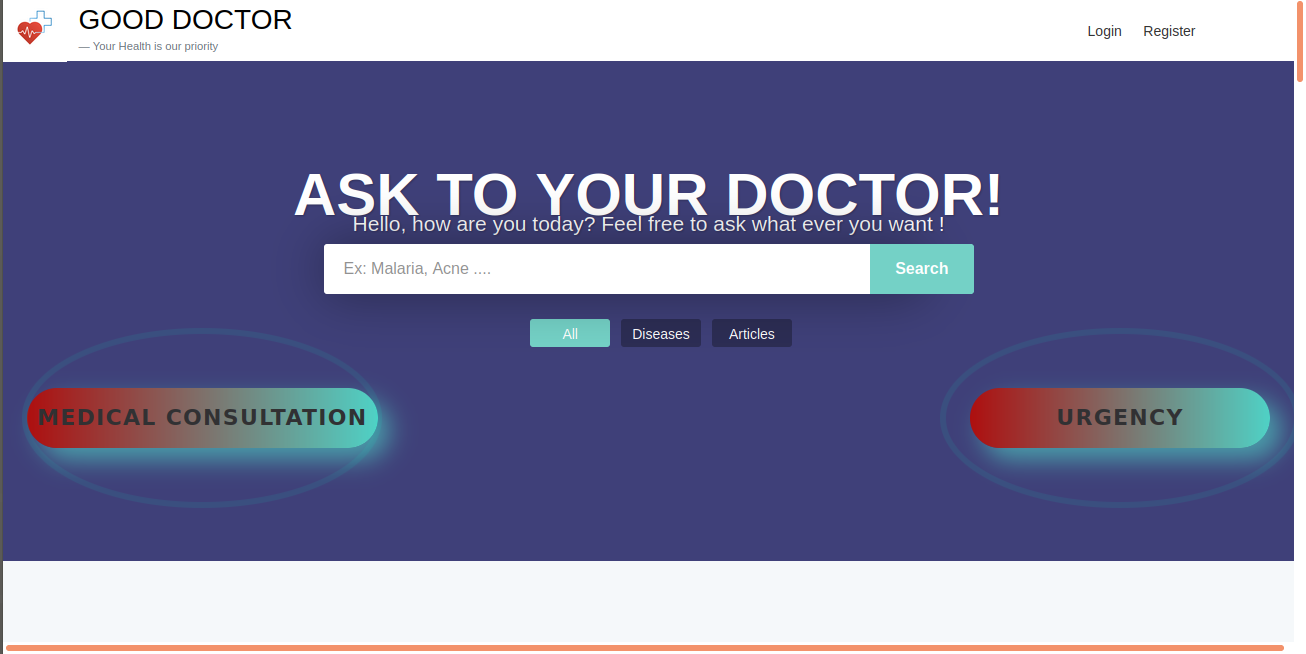 GOOD DOCTOR
— Your Health is our priority
Login Register
ASK TO YOUR DOCTOR!
Hello, how are you today? Feel free to ask what ever you want !
Ex: Malaria, Acne ....
Search
All Diseases Articles
MEDICAL CONSULTATION URGENCY